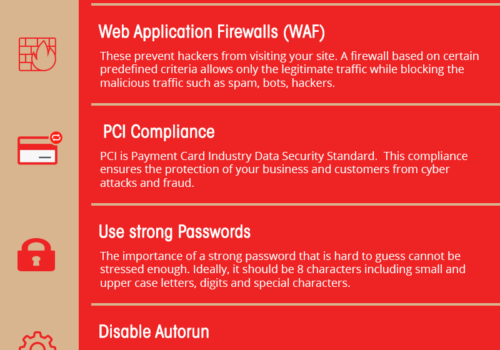 Web Application Firewalls (WAF)
These prevent hackers from visiting your site. A firewall based on certain
predefined criteria allows only the legitimate traffic while blocking the
malicious traffic such as spam, bots, hackers.
PCI Compliance
PCI is Payment Card Industry Data Security Standard. This compliance
ensures the protection of your business and customers from cyber
attacks and fraud.
Use strong Passwords
The importance of a strong password that is hard to guess cannot be
stressed enough. Ideally, it should be 8 characters including small and
upper case letters, digits and special characters.
Disable Autorun